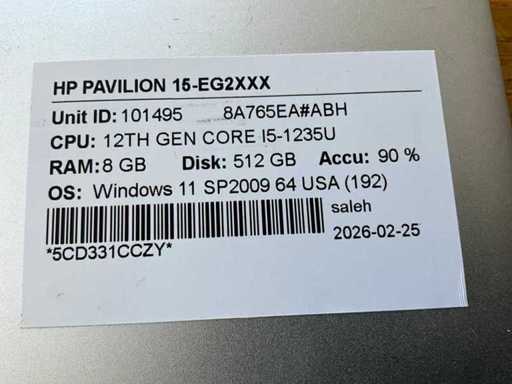 HP PAVILION 15-EG2XXX
Unit ID: 101495 8A765EA#ABH
CPU: 12TH GEN CORE I5-1235U
RAM: 8 GB Disk: 512 GB Accu: 90 %
OS: Windows 11 SP2009 64 USA (192)
saleh
*5CD331CCZY* 2026-02-25